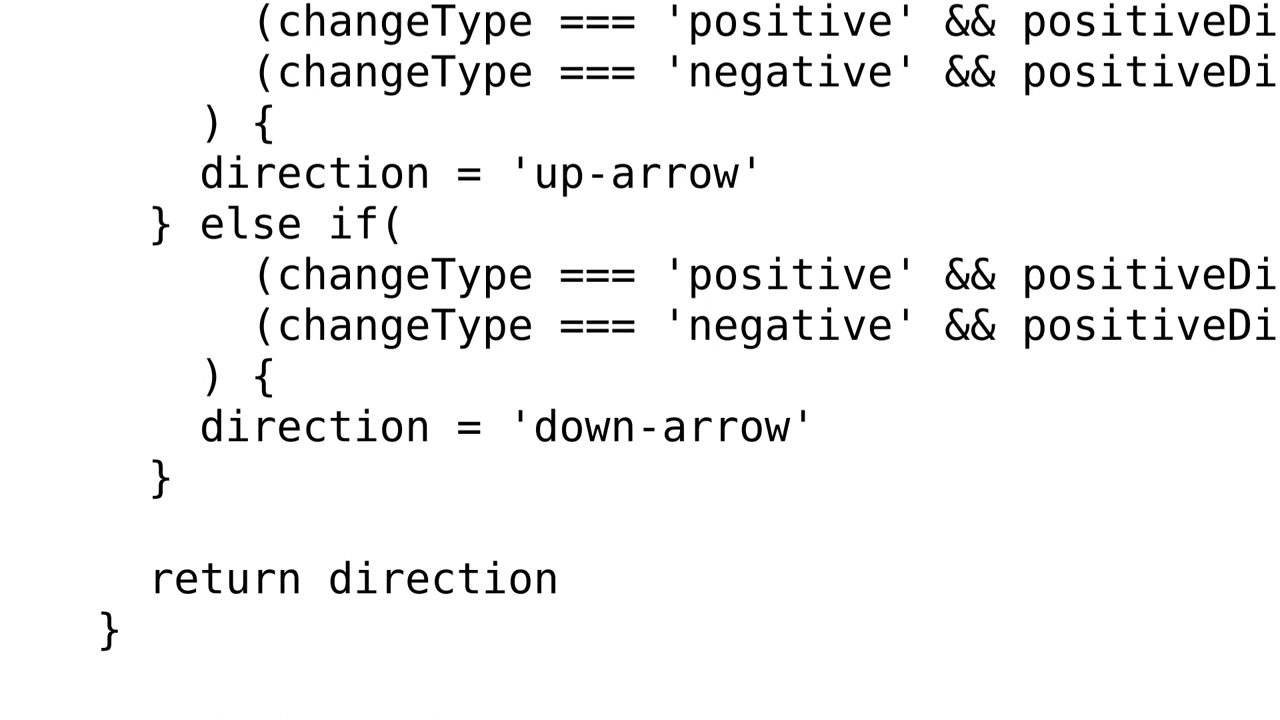 (changeType === 'positive' && positiveDi
(changeType === 'negative' && positiveDi
) {
direction = 'up-arrow'
} else if(
(changeType === 'positive' && positiveDi
(changeType === 'negative' && positiveDi
) {
direction = 'down-arrow'
}
return direction
}